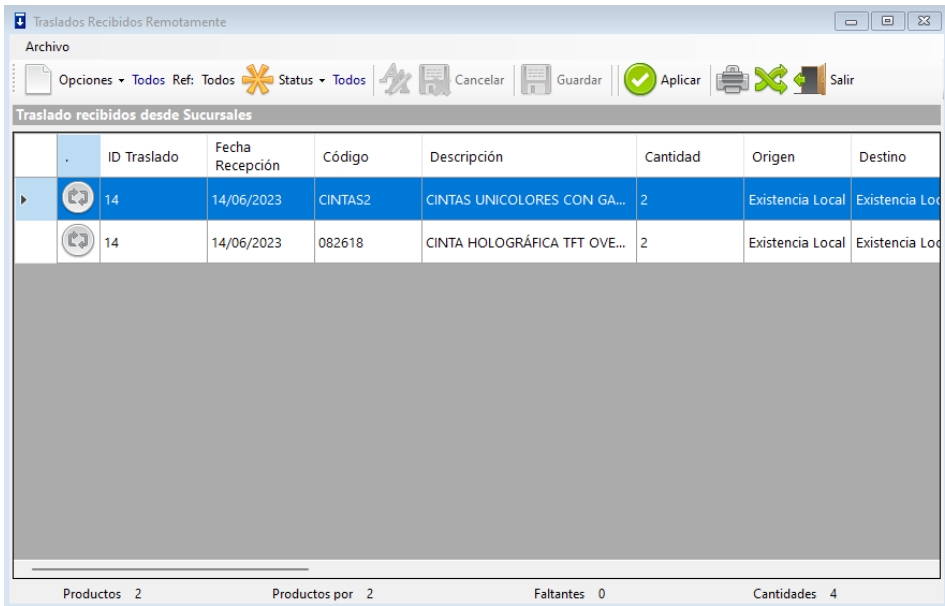 Traslados Recibidos Remotamente
Archivo
Opciones Todos Ref: Todos Status Todos Cancelar Guardar Aplicar Salir
Traslado recibidos desde Sucursales
. ID Traslado Fecha Recepción Código Descripción Cantidad Origen Destino
14 14/06/2023 CINTAS2 CINTAS UNICOLORES CON GA... 2 Existencia Local Existencia Loc
14 14/06/2023 082618 CINTA HOLOGRÁFICA TFT OVE... 2 Existencia Local Existencia Loc
Productos 2 Productos por 2 Faltantes 0 Cantidades 4